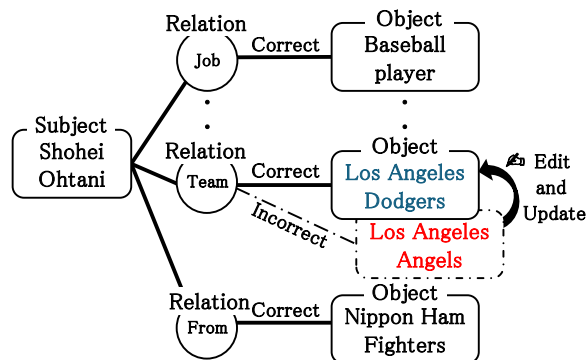 Relation
Job
Correct
Object
Baseball
player
Subject
Shohei
Ohtani
Relation
Team
Correct
Incorrect
Object
Los Angeles
Dodgers
Los Angeles
Angels
✍ Edit
and
Update
Relation
From
Correct
Object
Nippon Ham
Fighters